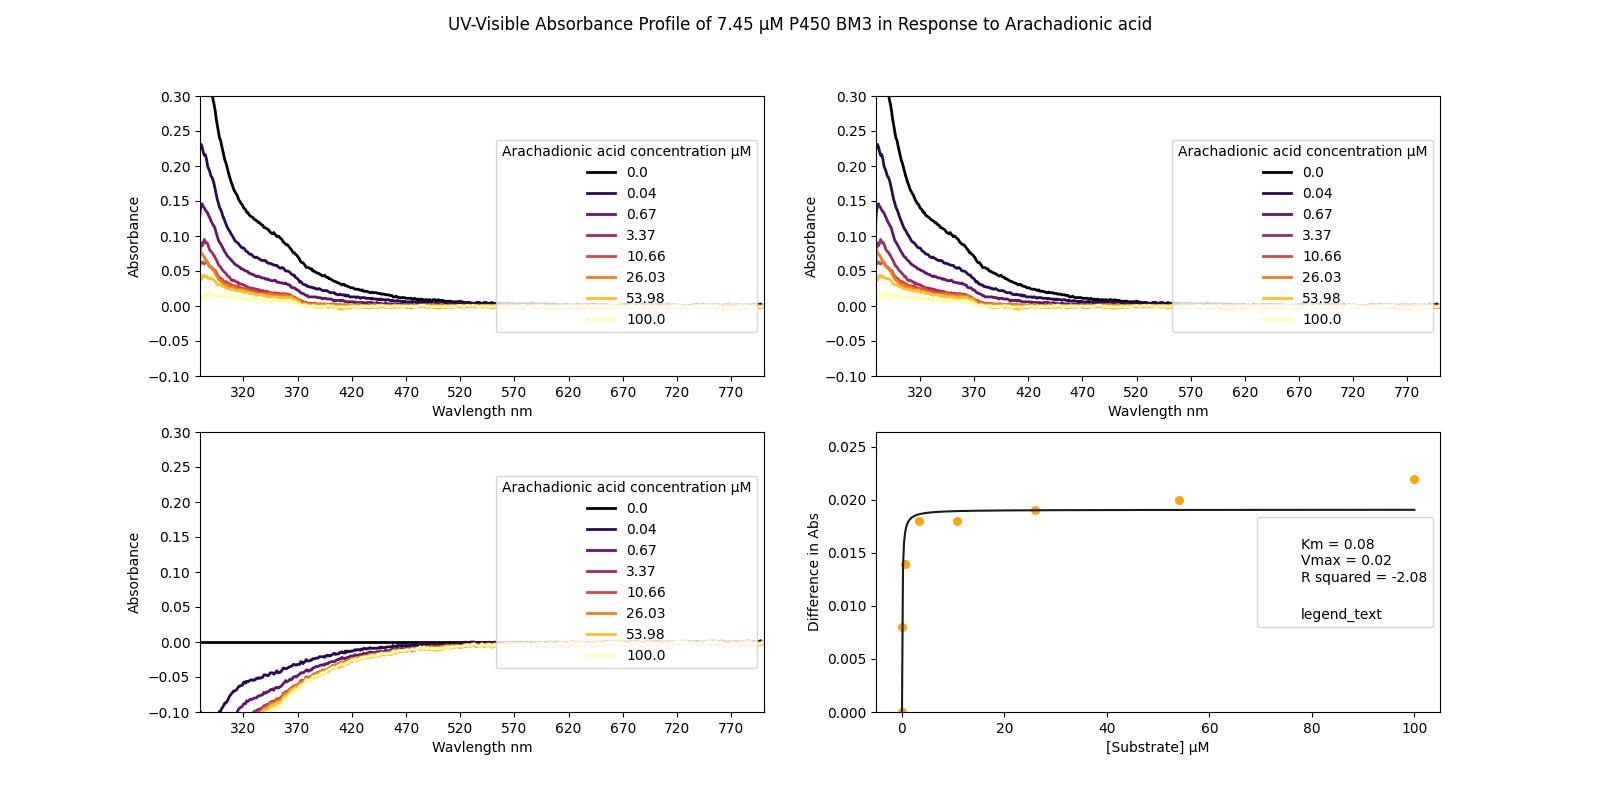 UV-Visible Absorbance Profile of 7.45 μM P450 BM3 in Response to Arachadionic acid
0.30
0.25
0.20
0.15
0.10
0.05
0.00
−0.05
−0.10
Absorbance
320 370 420 470 520 570 620 670 720 770
Wavlength nm
Arachadionic acid concentration μM
0.0
0.04
0.67
3.37
10.66
26.03
53.98
100.0
0.30
0.25
0.20
0.15
0.10
0.05
0.00
−0.05
−0.10
Absorbance
320 370 420 470 520 570 620 670 720 770
Wavlength nm
Arachadionic acid concentration μM
0.0
0.04
0.67
3.37
10.66
26.03
53.98
100.0
0.30
0.25
0.20
0.15
0.10
0.05
0.00
−0.05
−0.10
Absorbance
320 370 420 470 520 570 620 670 720 770
Wavlength nm
Arachadionic acid concentration μM
0.0
0.04
0.67
3.37
10.66
26.03
53.98
100.0
0.025
0.020
0.015
0.010
0.005
0.000
Difference in Abs
0 20 40 60 80 100
[Substrate] μM
Km = 0.08
Vmax = 0.02
R squared = -2.08
legend_text